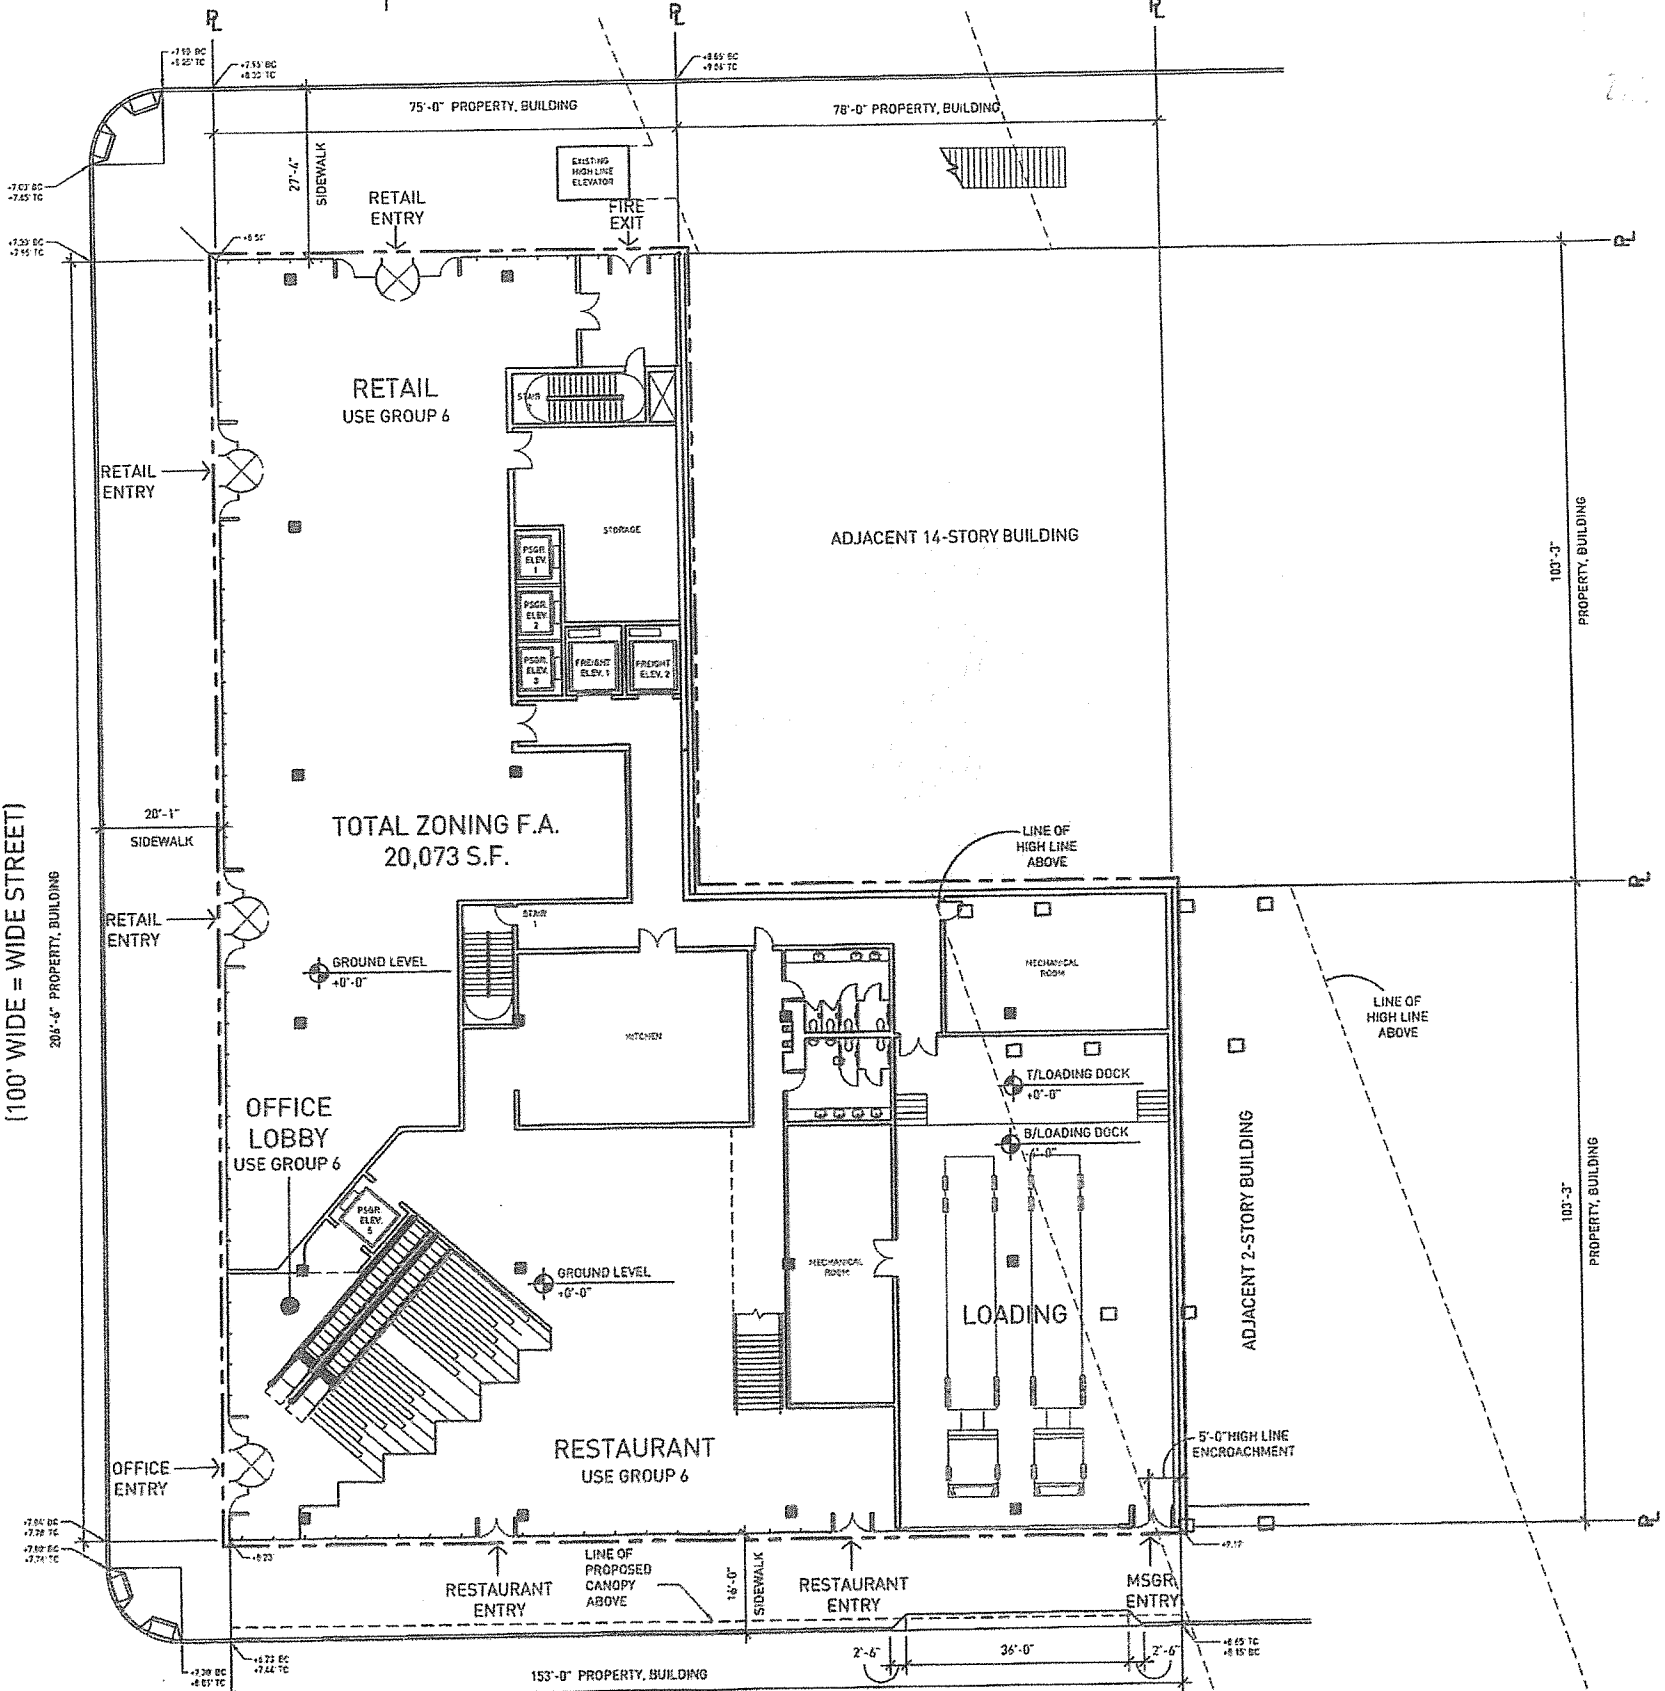 PL
PL
PL
75'-0" PROPERTY, BUILDING
78'-0" PROPERTY, BUILDING
27'-4"
SIDEWALK
EXISTING
HIGH LINE
ELEVATOR
RETAIL
ENTRY
FIRE
EXIT
PL
RETAIL
USE GROUP 6
STAIR
RETAIL
ENTRY
STORAGE
ADJACENT 14-STORY BUILDING
103'-3"
PROPERTY, BUILDING
PSGR.
ELEV.
1
PSGR.
ELEV.
2
PSGR.
ELEV.
3
FREIGHT
ELEV. 1
FREIGHT
ELEV. 2
(100' WIDE = WIDE STREET)
206'-6" PROPERTY, BUILDING
20'-1"
SIDEWALK
TOTAL ZONING F.A.
20,073 S.F.
LINE OF
HIGH LINE
ABOVE
PL
RETAIL
ENTRY
STAIR
1
GROUND LEVEL
+0'-0"
MECHANICAL
ROOM
LINE OF
HIGH LINE
ABOVE
KITCHEN
T/LOADING DOCK
+0'-0"
OFFICE
LOBBY
USE GROUP 6
B/LOADING DOCK
PSGR.
ELEV.
5
ADJACENT 2-STORY BUILDING
103'-3"
PROPERTY, BUILDING
GROUND LEVEL
+0'-0"
MECHANICAL
ROOM
LOADING
OFFICE
ENTRY
RESTAURANT
USE GROUP 6
5'-0" HIGH LINE
ENCROACHMENT
PL
RESTAURANT
ENTRY
LINE OF
PROPOSED
CANOPY
ABOVE
16'-0"
SIDEWALK
RESTAURANT
ENTRY
MSGR.
ENTRY
2'-6"
36'-0"
2'-6"
153'-0" PROPERTY, BUILDING